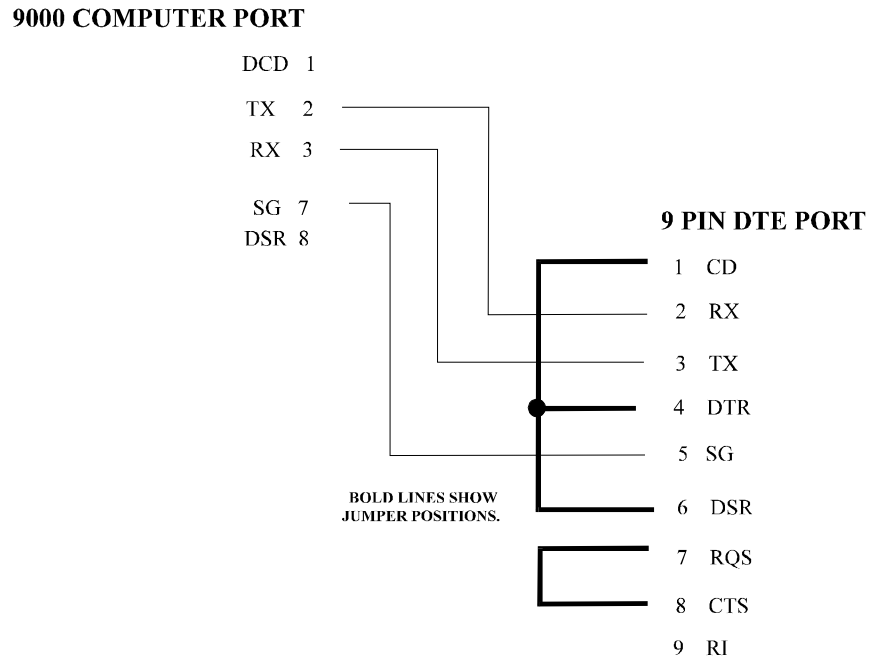 9000 COMPUTER PORT
DCD 1
TX 2
RX 3
SG 7
DSR 8
9 PIN DTE PORT
1 CD
2 RX
3 TX
4 DTR
5 SG
6 DSR
7 RQS
8 CTS
9 RI
BOLD LINES SHOW
JUMPER POSITIONS.